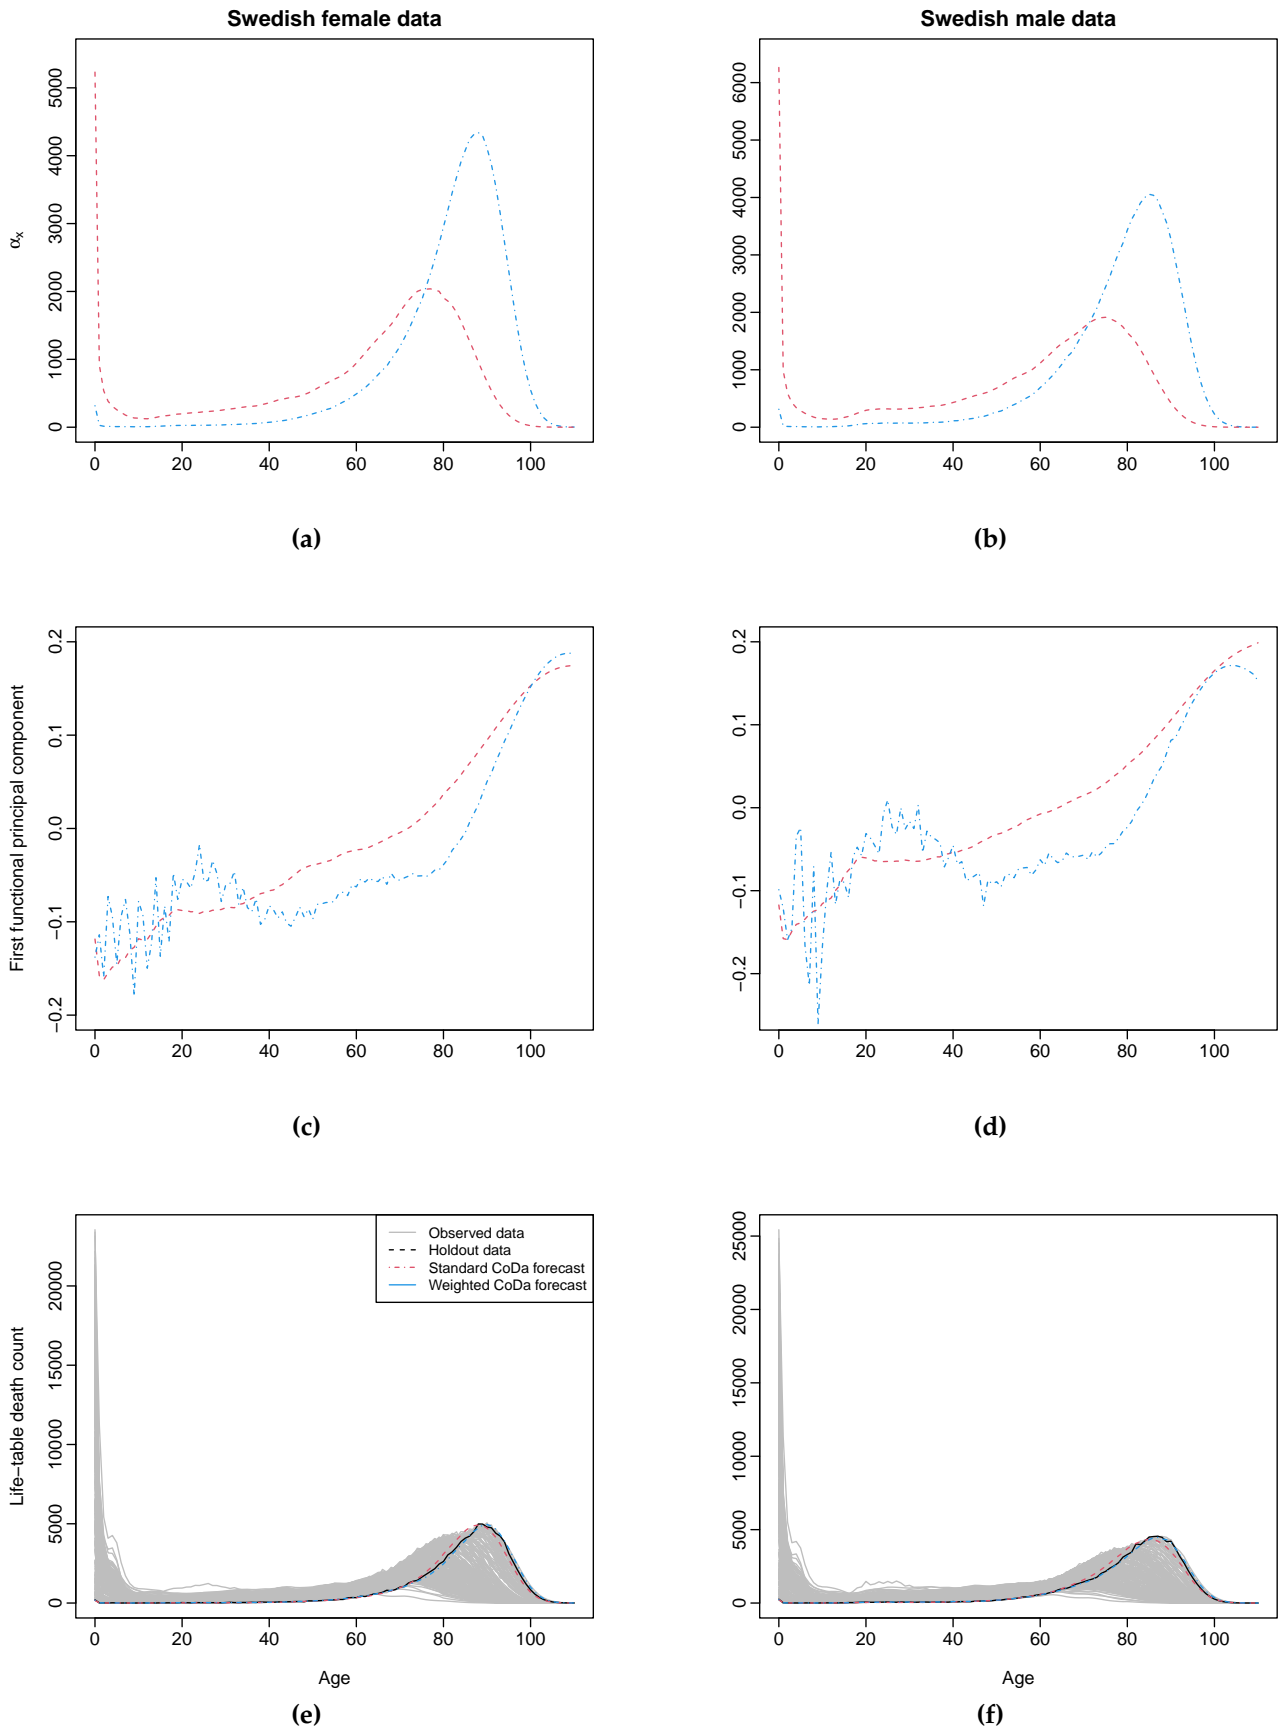 Swedish female data
Swedish male data
αx
0 1000 2000 3000 4000 5000
0 20 40 60 80 100
0 1000 2000 3000 4000 5000 6000
0 20 40 60 80 100
(a)
(b)
First functional principal component
−0.2 −0.1 0.0 0.1 0.2
0 20 40 60 80 100
−0.2 −0.1 0.0 0.1 0.2
0 20 40 60 80 100
(c)
(d)
Life−table death count
0 5000 10000 15000 20000
Observed data
Holdout data
Standard CoDa forecast
Weighted CoDa forecast
0 20 40 60 80 100
Age
0 5000 10000 15000 20000 25000
0 20 40 60 80 100
Age
(e)
(f)